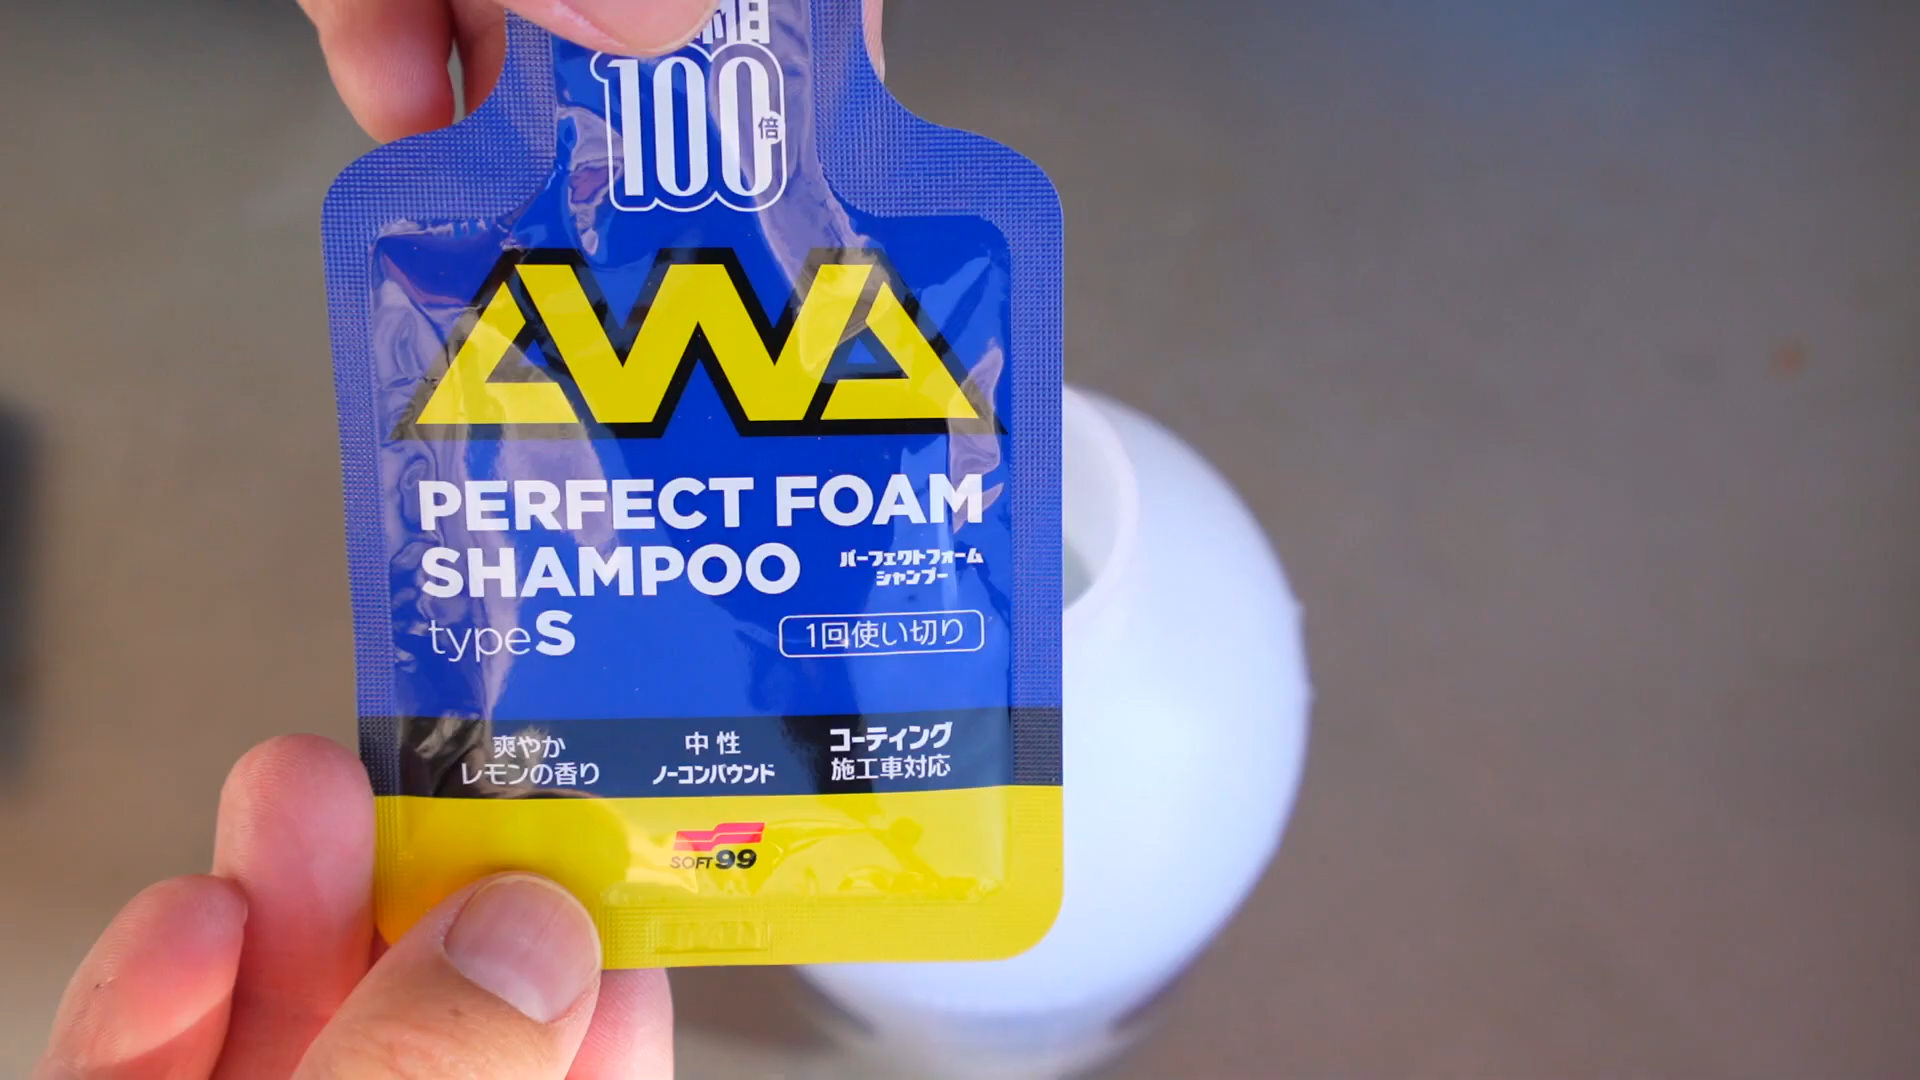 100倍
AWA
PERFECT FOAM
SHAMPOO
パーフェクトフォーム
シャンプー
typeS
1回使い切り
爽やか
レモンの香り
中性
ノーコンパウンド
コーティング
施工車対応
SOFT99